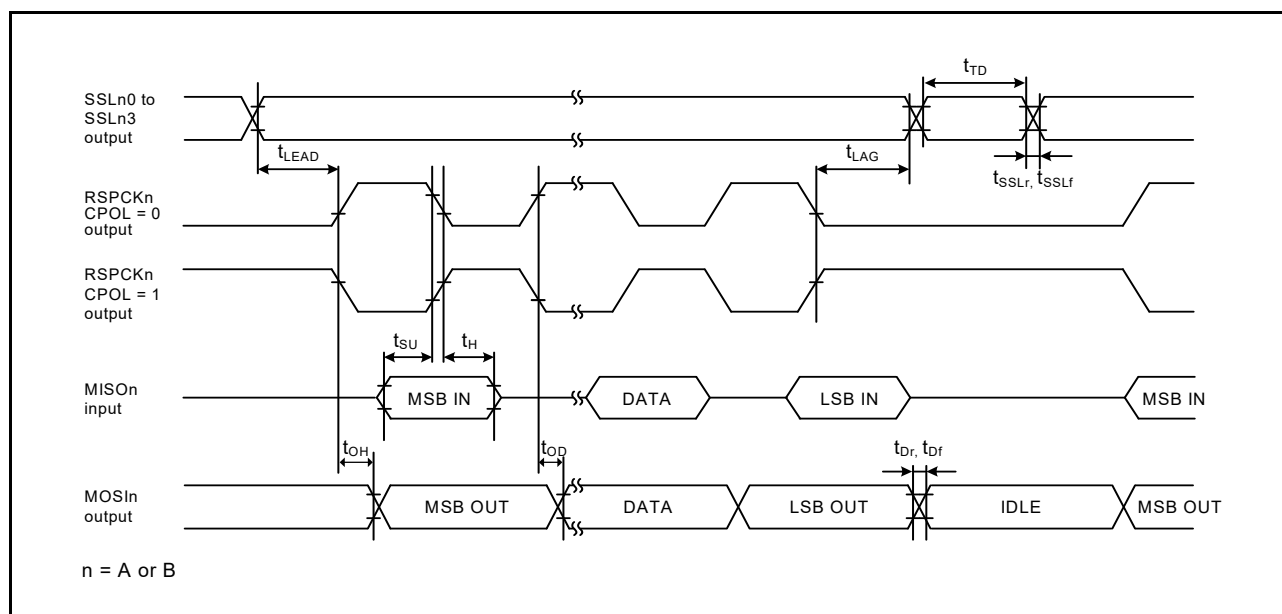 tTD
SSLn0 to
SSLn3
output
tLEAD
tLAG
tSSLr, tSSLf
RSPCKn
CPOL = 0
output
RSPCKn
CPOL = 1
output
tSU
tH
MISOn
input
MSB IN
DATA
LSB IN
MSB IN
tOH
tOD
tDr, tDf
MOSIn
output
MSB OUT
DATA
LSB OUT
IDLE
MSB OUT
n = A or B